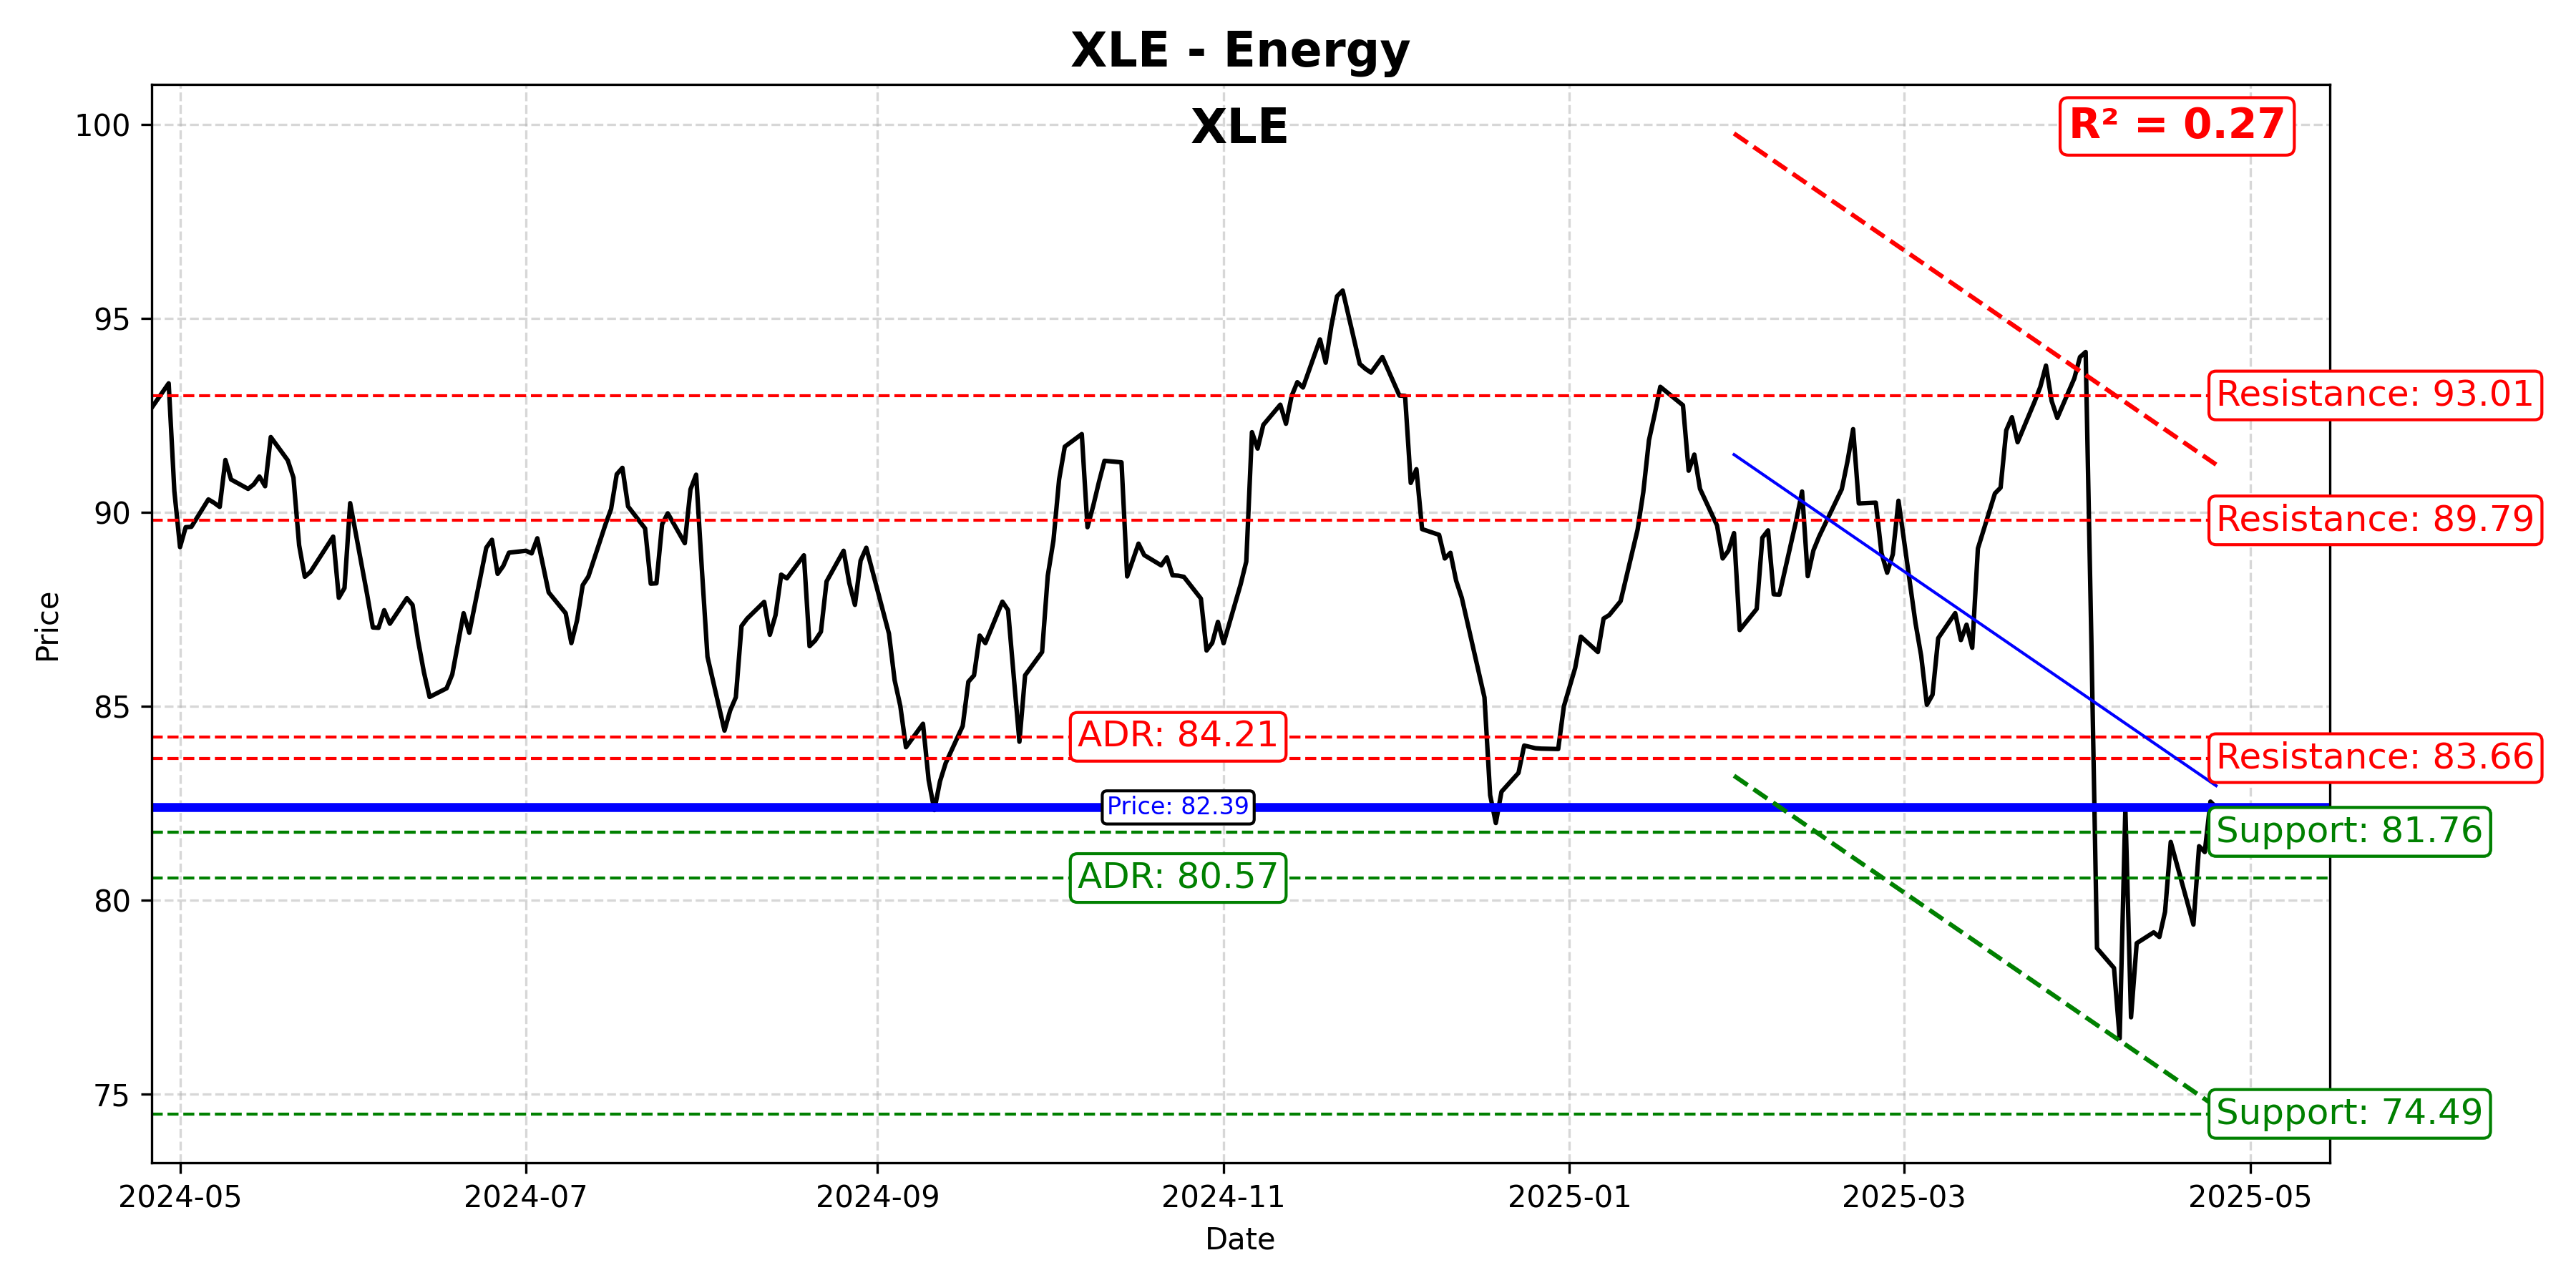 XLE - Energy
XLE
R² = 0.27
100
95
90
85
80
75
Price
Resistance: 93.01
Resistance: 89.79
ADR: 84.21
Resistance: 83.66
Price: 82.39
Support: 81.76
ADR: 80.57
Support: 74.49
2024-05
2024-07
2024-09
2024-11
2025-01
2025-03
2025-05
Date